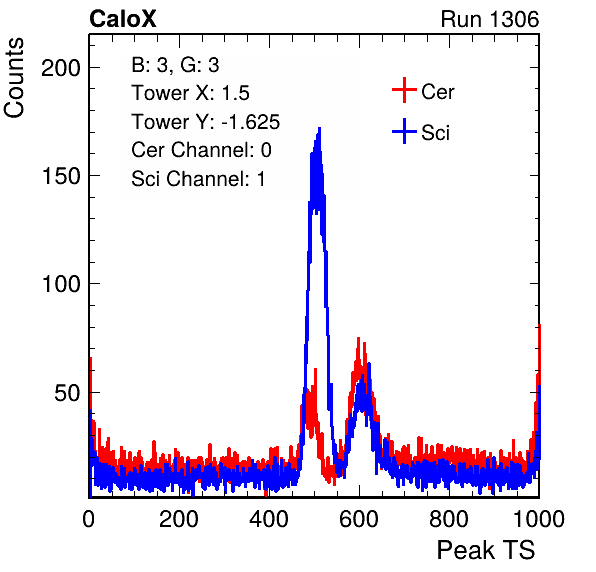 CaloX Run 1306
Counts
B: 3, G: 3
Tower X: 1.5
Tower Y: -1.625
Cer Channel: 0
Sci Channel: 1
Cer
Sci
200
150
100
50
0 200 400 600 800 1000
Peak TS